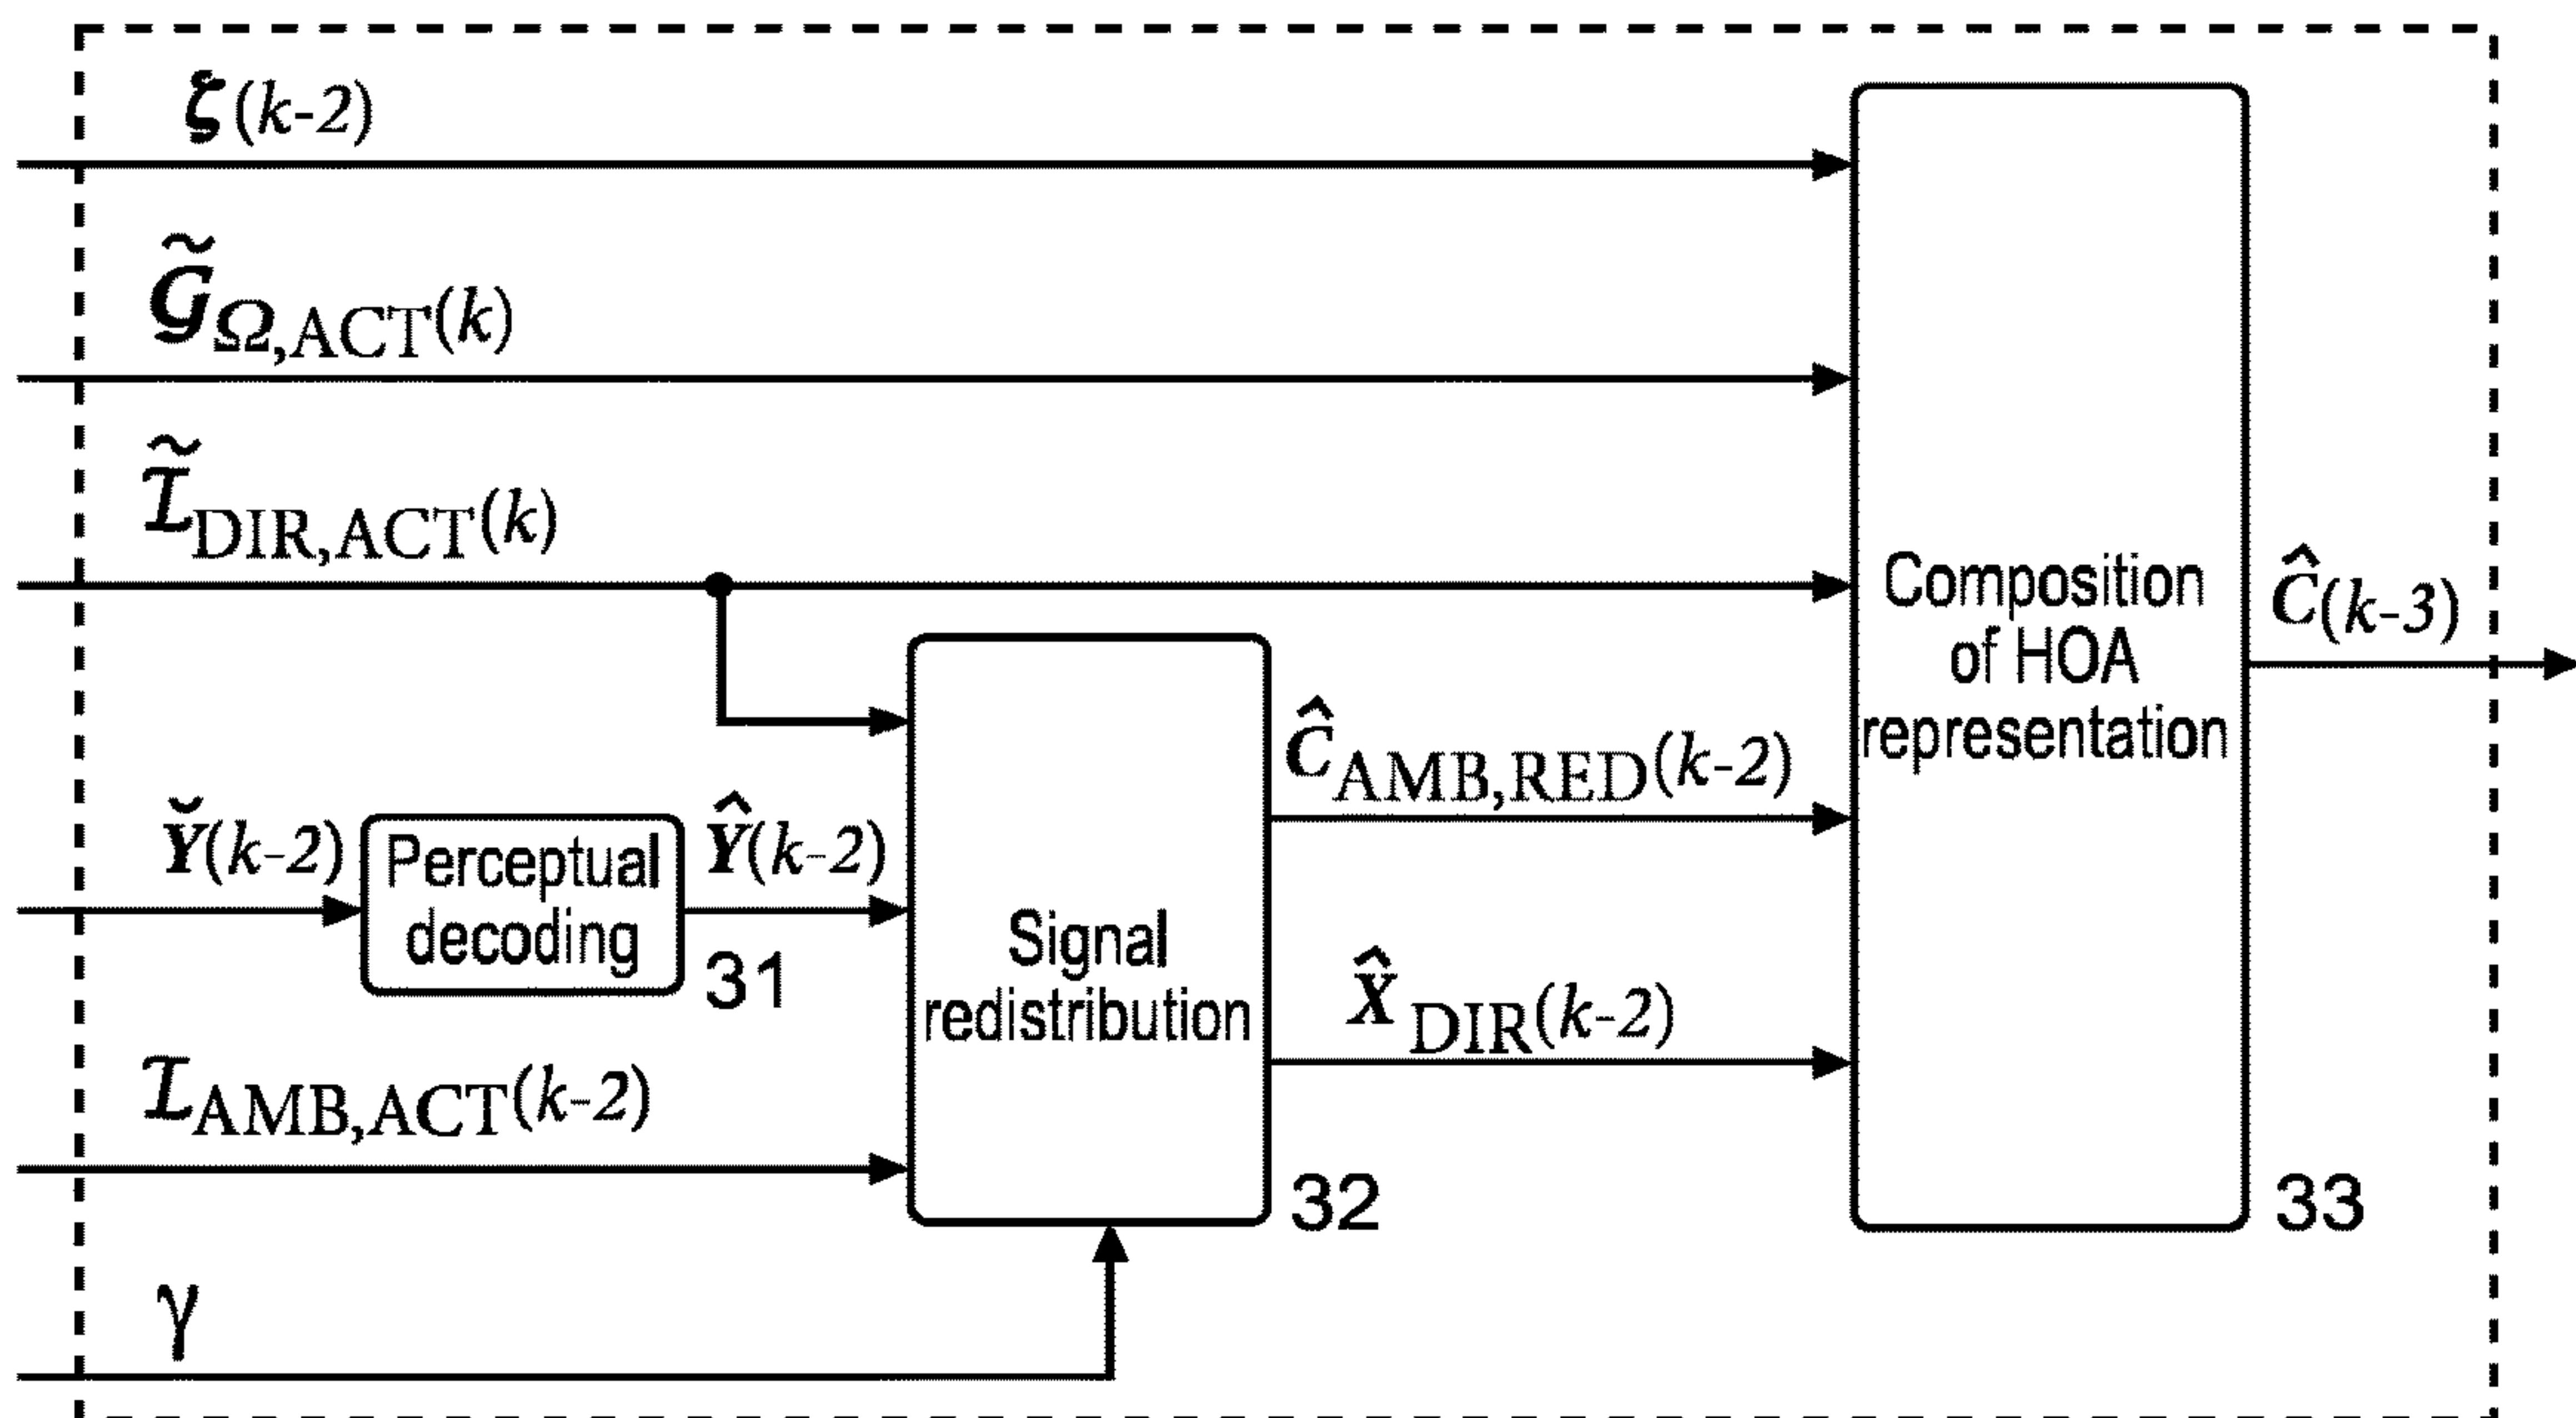 ζ(k-2)
G̃Ω,ACT(k)
Ĩ DIR,ACT(k)
Y̆(k-2)
Perceptual
decoding
31
Ŷ(k-2)
I AMB,ACT(k-2)
γ
Signal
redistribution
32
Ĉ AMB,RED(k-2)
X̂ DIR(k-2)
Composition
of HOA
representation
33
Ĉ(k-3)